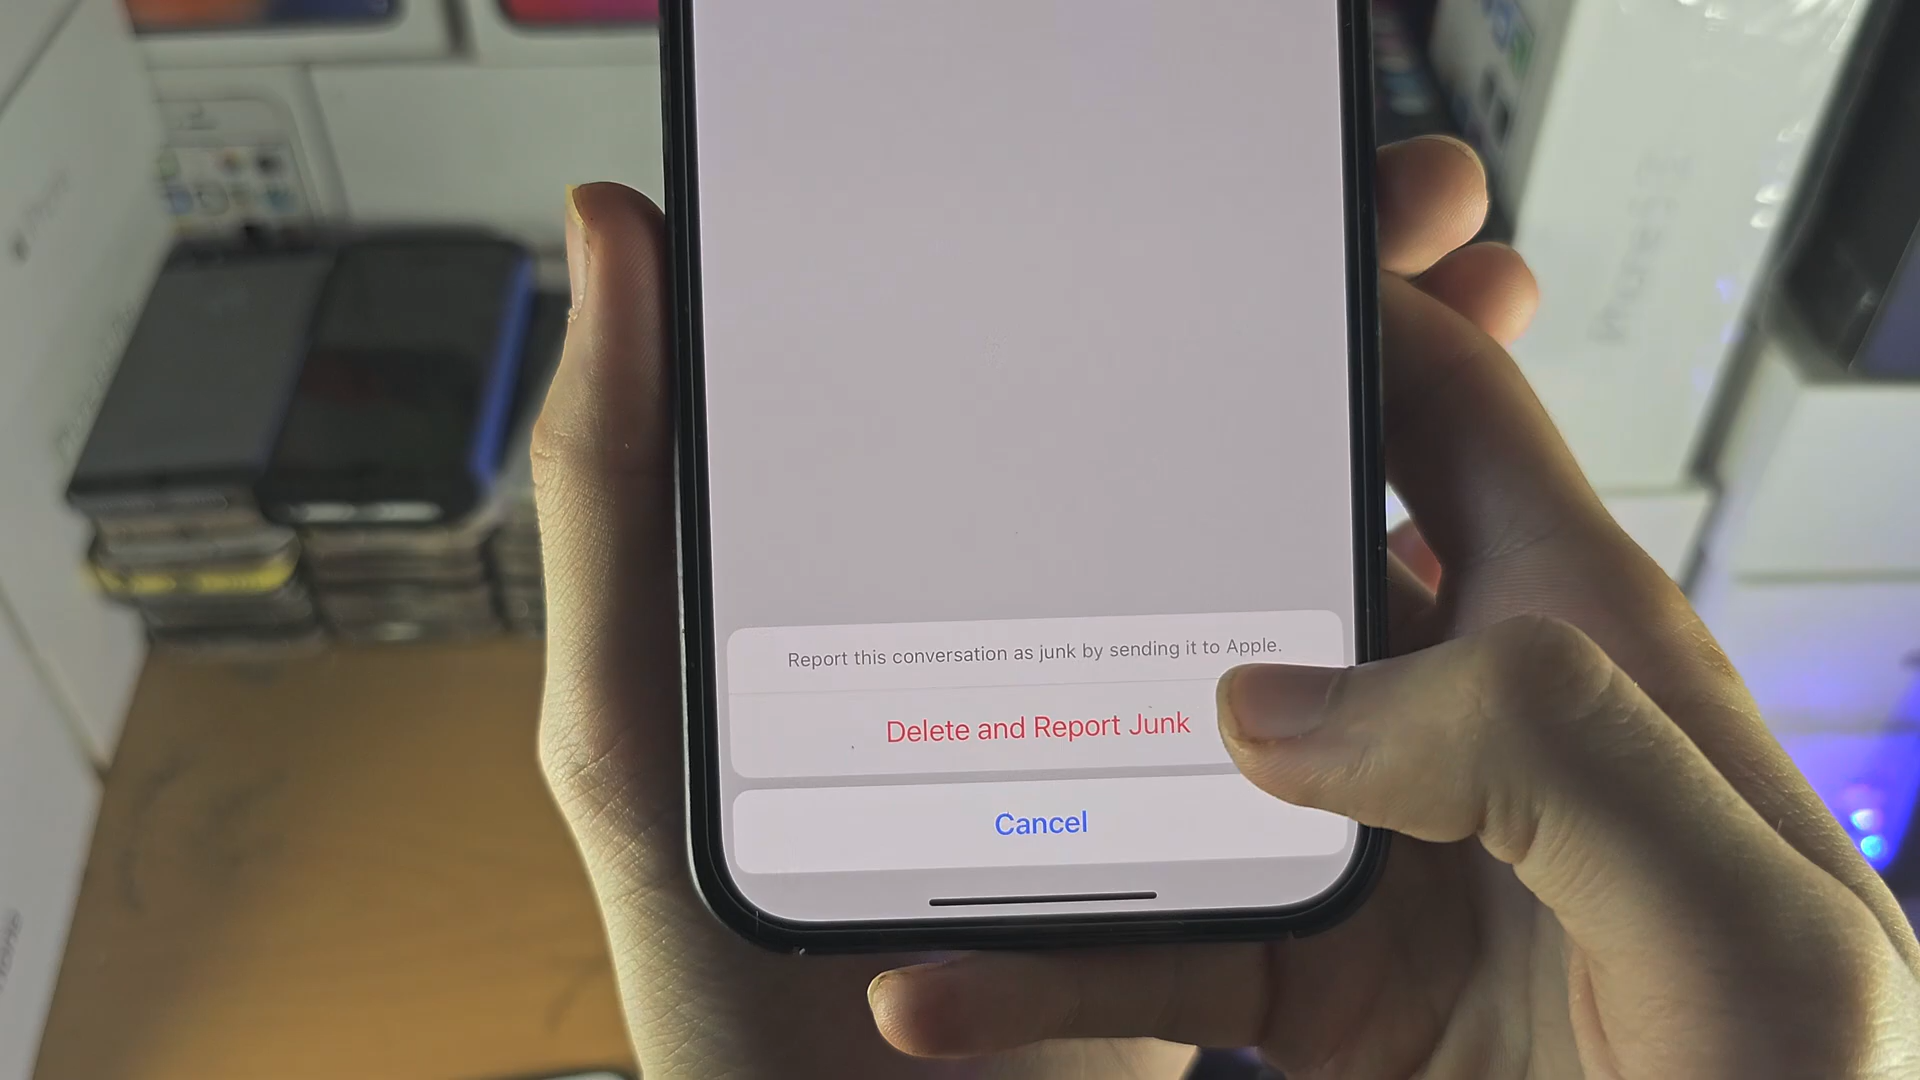 Report this conversation as junk by sending it to Apple.
Delete and Report Junk
Cancel